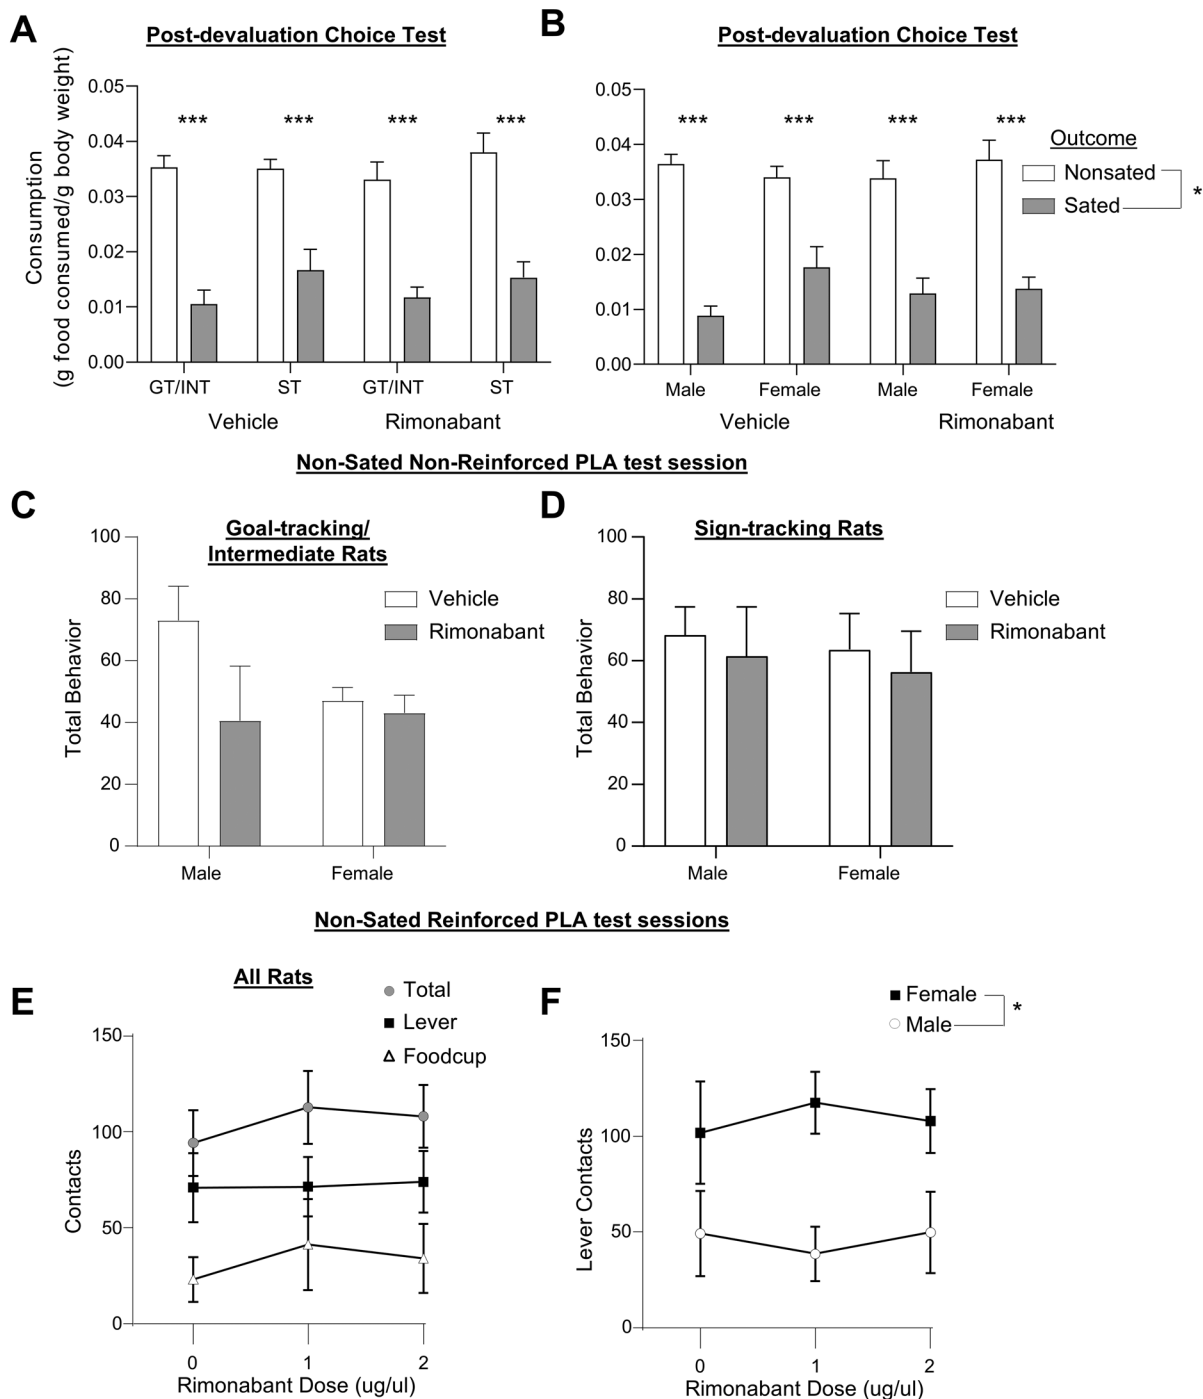 A
Post-devaluation Choice Test
Consumption
(g food consumed/g body weight)
0.05
0.04
0.03
0.02
0.01
0.00
*** *** *** ***
GT/INT ST GT/INT ST
Vehicle Rimonabant
B
Post-devaluation Choice Test
0.05
0.04
0.03
0.02
0.01
0.00
*** *** *** ***
Outcome
Nonsated
Sated
*
Male Female Male Female
Vehicle Rimonabant
Non-Sated Non-Reinforced PLA test session
C
Goal-tracking/
Intermediate Rats
Total Behavior
100
80
60
40
20
0
Vehicle
Rimonabant
Male Female
D
Sign-tracking Rats
Total Behavior
100
80
60
40
20
0
Vehicle
Rimonabant
Male Female
Non-Sated Reinforced PLA test sessions
E
All Rats
Total
Lever
Foodcup
Contacts
150
100
50
0
0 1 2
Rimonabant Dose (ug/ul)
F
Female
Male
*
Lever Contacts
150
100
50
0
0 1 2
Rimonabant Dose (ug/ul)